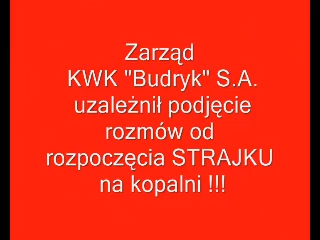 Zarząd
KWK "Budryk" S.A.
uzależnił podjęcie
rozmów od
rozpoczęcia STRAJKU
na kopalni !!!